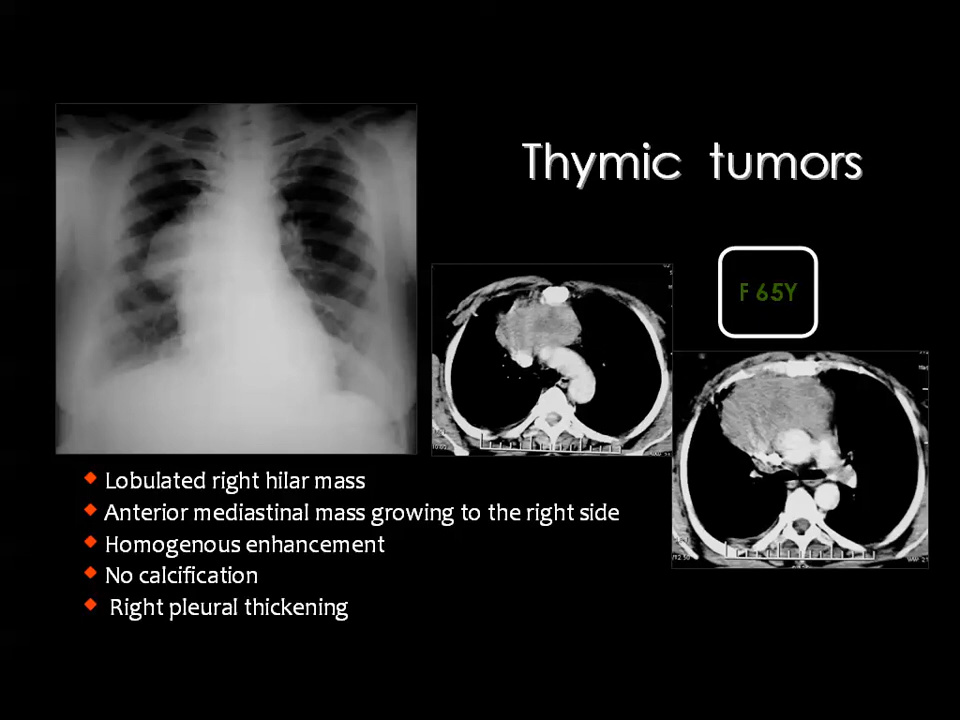 Thymic tumors
F 65Y
Lobulated right hilar mass
Anterior mediastinal mass growing to the right side
Homogenous enhancement
No calcification
Right pleural thickening